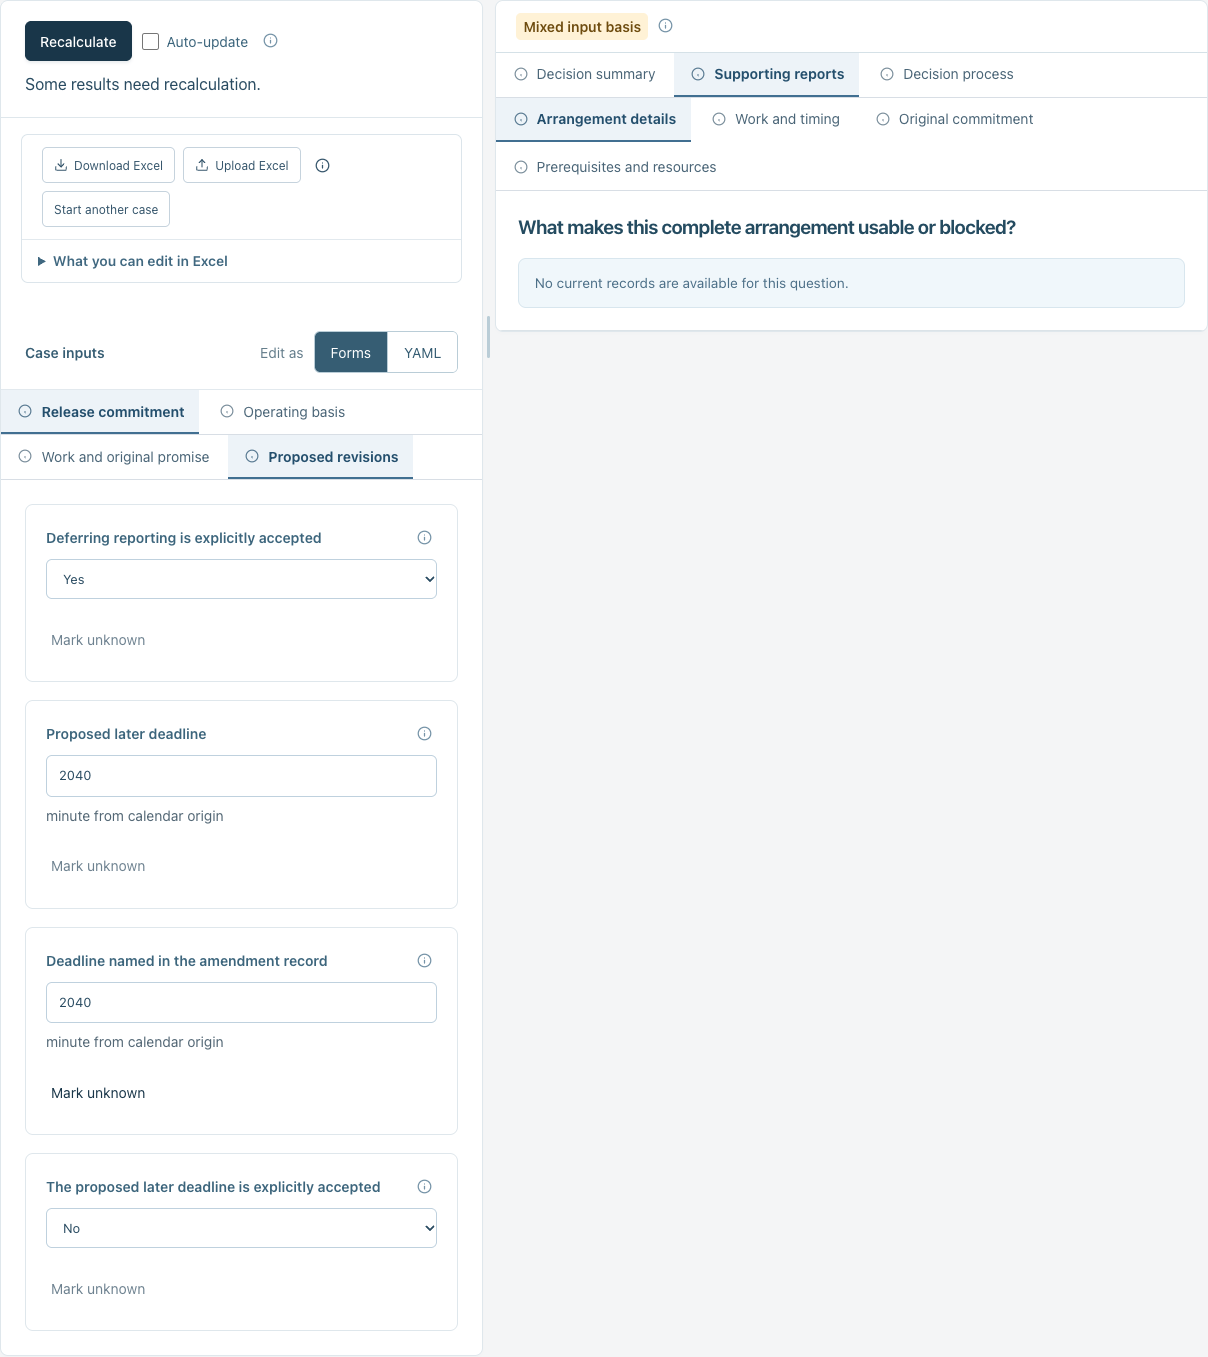 Recalculate
Auto-update
Some results need recalculation.
Download Excel
Upload Excel
Start another case
What you can edit in Excel
Case inputs
Edit as
Forms
YAML
Release commitment
Operating basis
Work and original promise
Proposed revisions
Deferring reporting is explicitly accepted
Yes
Mark unknown
Proposed later deadline
2040
minute from calendar origin
Mark unknown
Deadline named in the amendment record
2040
minute from calendar origin
Mark unknown
The proposed later deadline is explicitly accepted
No
Mark unknown
Mixed input basis
Decision summary
Supporting reports
Decision process
Arrangement details
Work and timing
Original commitment
Prerequisites and resources
What makes this complete arrangement usable or blocked?
No current records are available for this question.